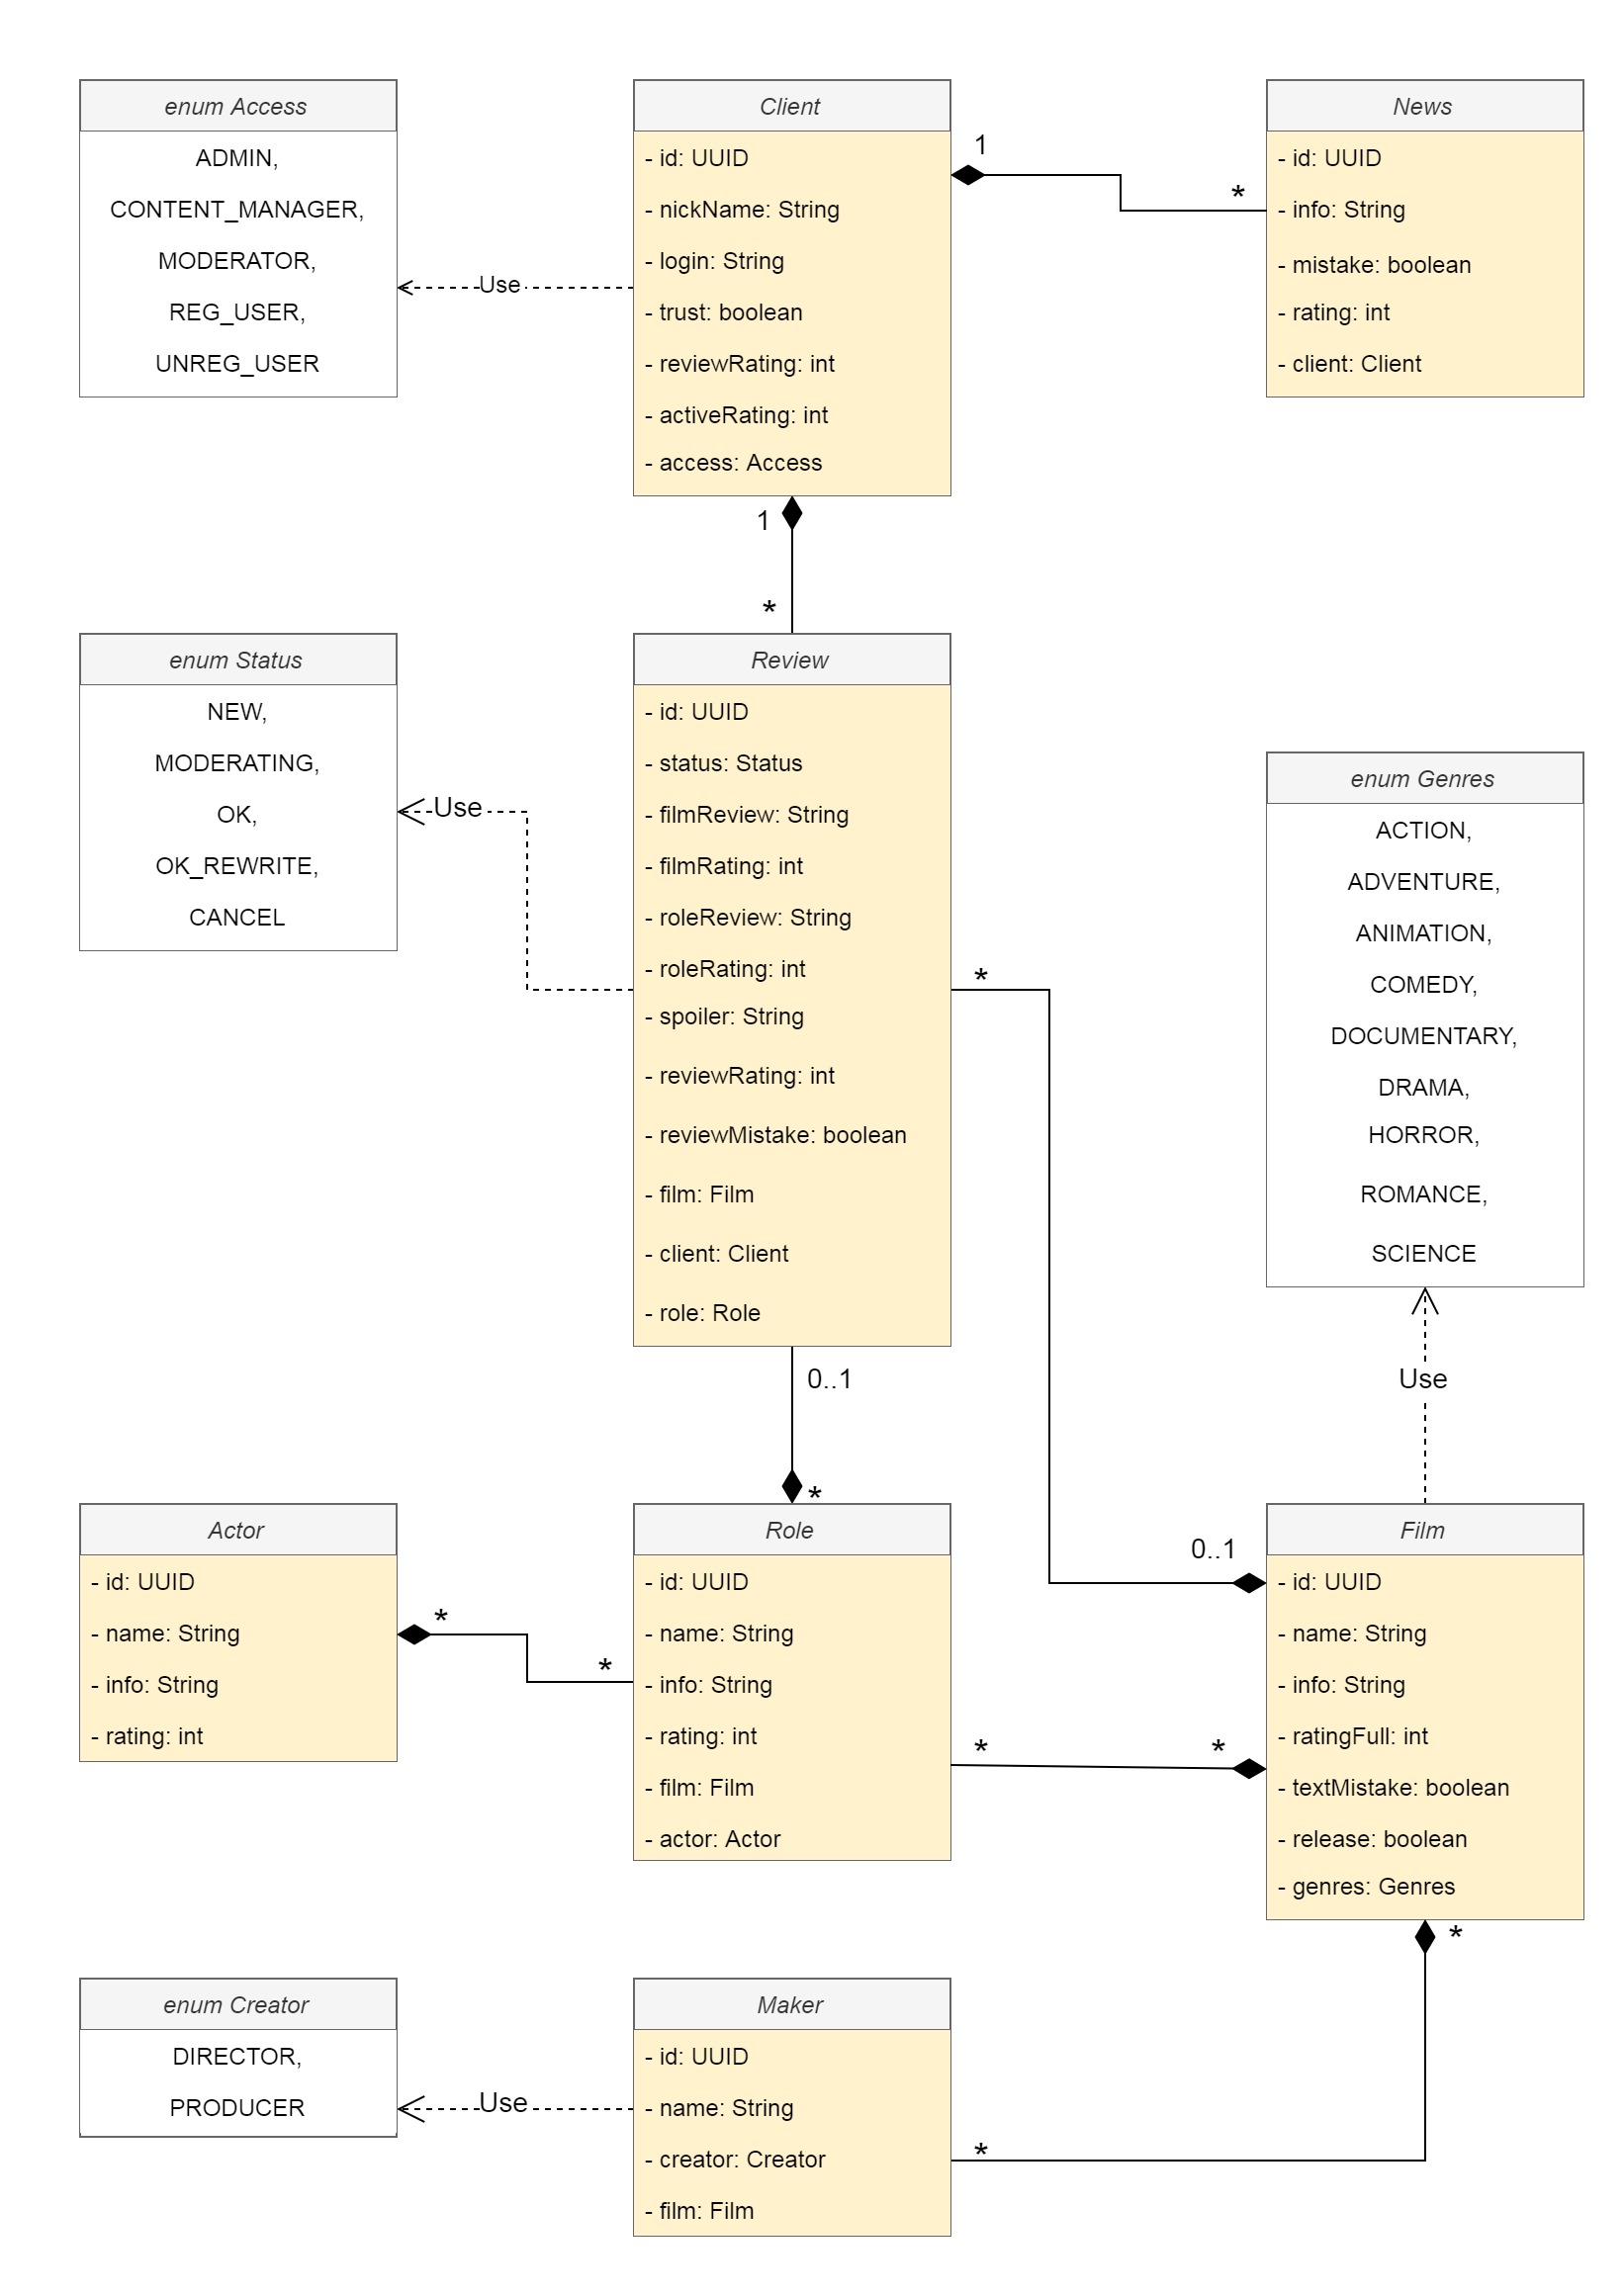 enum Access
ADMIN,
CONTENT_MANAGER,
MODERATOR,
REG_USER,
UNREG_USER
Use
Client
- id: UUID
- nickName: String
- login: String
- trust: boolean
- reviewRating: int
- activeRating: int
- access: Access
1
*
News
- id: UUID
- info: String
- mistake: boolean
- rating: int
- client: Client
1
*
enum Status
NEW,
MODERATING,
OK,
OK_REWRITE,
CANCEL
Use
Review
- id: UUID
- status: Status
- filmReview: String
- filmRating: int
- roleReview: String
- roleRating: int
- spoiler: String
- reviewRating: int
- reviewMistake: boolean
- film: Film
- client: Client
- role: Role
*
enum Genres
ACTION,
ADVENTURE,
ANIMATION,
COMEDY,
DOCUMENTARY,
DRAMA,
HORROR,
ROMANCE,
SCIENCE
0..1
Use
*
Actor
- id: UUID
- name: String
- info: String
- rating: int
*
*
Role
- id: UUID
- name: String
- info: String
- rating: int
- film: Film
- actor: Actor
0..1
*
*
Film
- id: UUID
- name: String
- info: String
- ratingFull: int
- textMistake: boolean
- release: boolean
- genres: Genres
*
enum Creator
DIRECTOR,
PRODUCER
Use
Maker
- id: UUID
- name: String
- creator: Creator
- film: Film
*